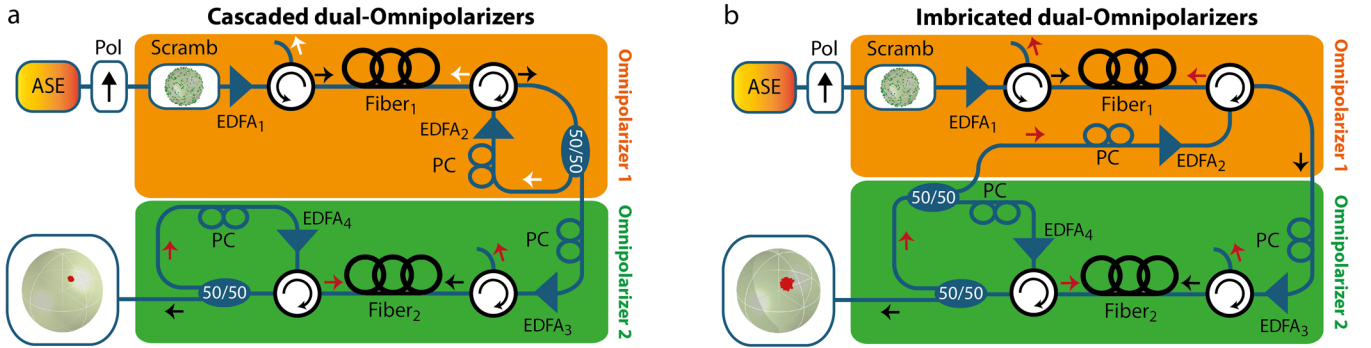 a
Cascaded dual-Omnipolarizers
ASE
Pol
Scramb
EDFA₁
Fiber₁
EDFA₂
PC
50/50
Omnipolarizer 1
PC
EDFA₄
50/50
Fiber₂
PC
EDFA₃
Omnipolarizer 2
b
Imbricated dual-Omnipolarizers
ASE
Pol
Scramb
EDFA₁
Fiber₁
PC
EDFA₂
Omnipolarizer 1
50/50
PC
EDFA₄
50/50
Fiber₂
PC
EDFA₃
Omnipolarizer 2